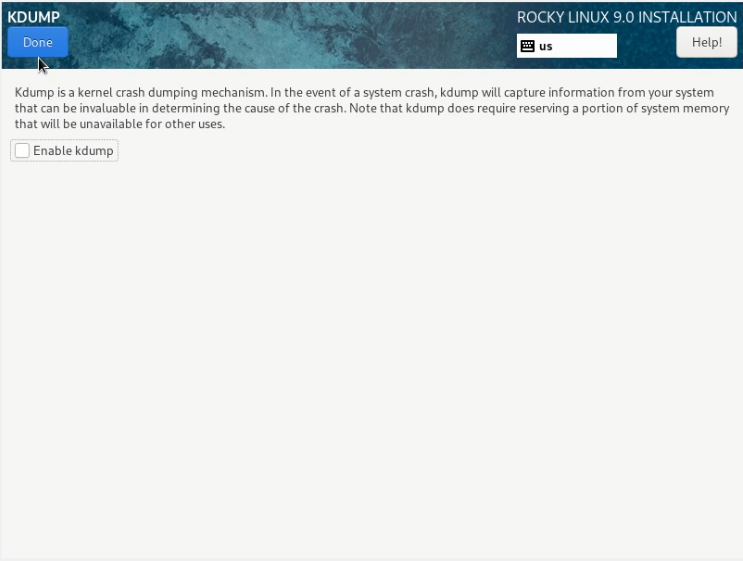 KDUMP
ROCKY LINUX 9.0 INSTALLATION
Done
us
Help!
Kdump is a kernel crash dumping mechanism. In the event of a system crash, kdump will capture information from your system
that can be invaluable in determining the cause of the crash. Note that kdump does require reserving a portion of system memory
that will be unavailable for other uses.
Enable kdump